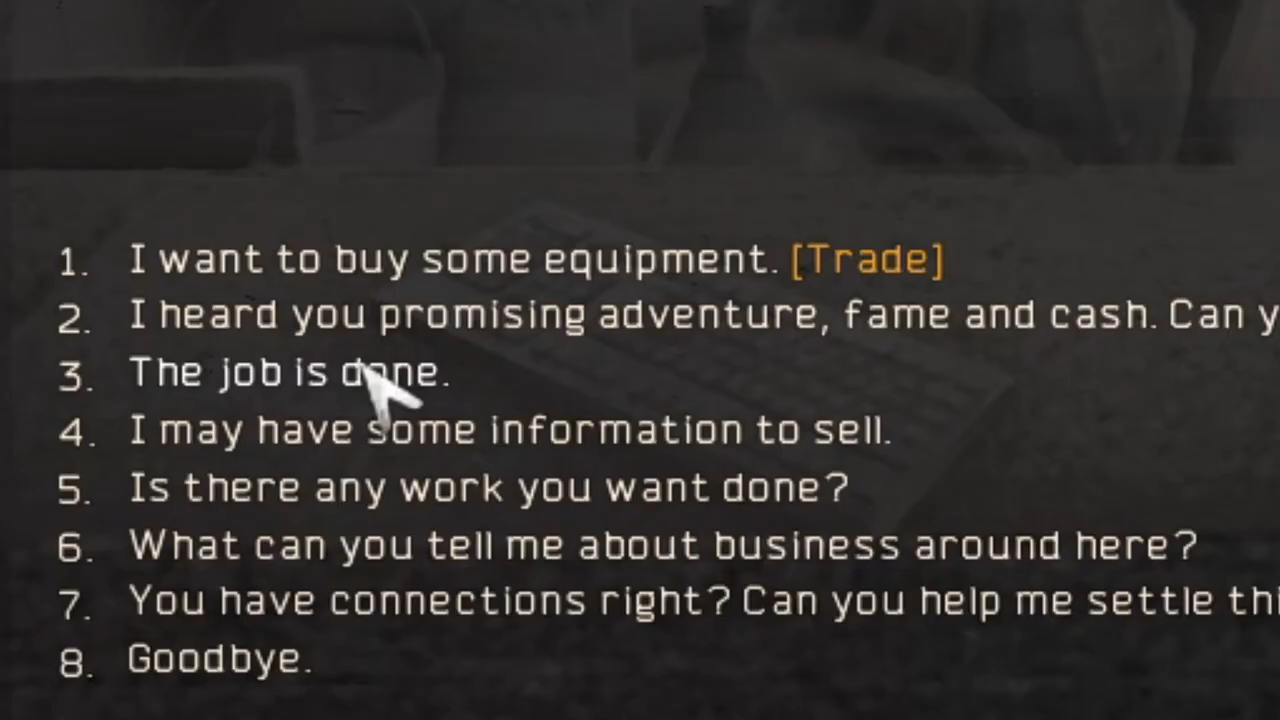 1. I want to buy some equipment. [Trade]
2. I heard you promising adventure, fame and cash. Can
3. The job is done.
4. I may have some information to sell.
5. Is there any work you want done?
6. What can you tell me about business around here?
7. You have connections right? Can you help me settle
8. Goodbye.